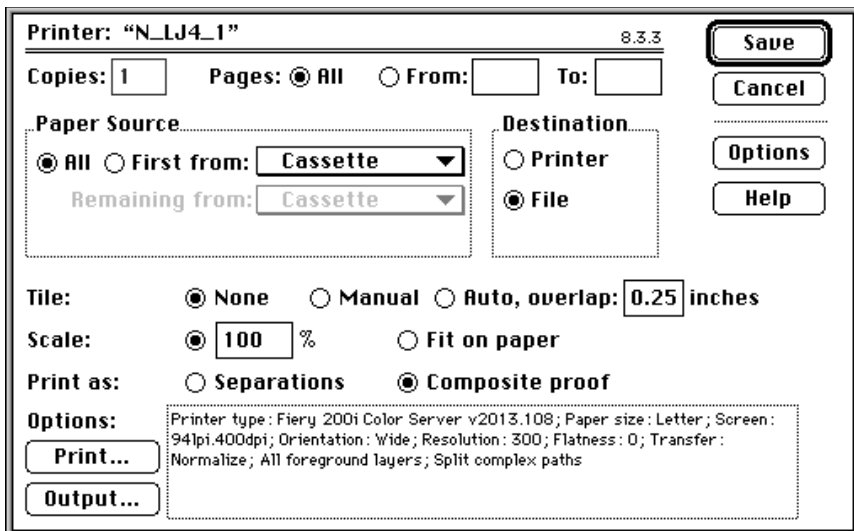 Printer: “N_LJ4_1” 8.3.3
Save
Copies: 1 Pages: All From: To:
Cancel
Paper Source Destination
All First from: Cassette Printer
Options
Remaining from: Cassette File
Help
Tile: None Manual Auto, overlap: 0.25 inches
Scale: 100 % Fit on paper
Print as: Separations Composite proof
Options:
Printer type: Fiery 200i Color Server v2013.108; Paper size: Letter; Screen:
94lpi.400dpi; Orientation: Wide; Resolution: 300; Flatness: 0; Transfer:
Normalize; All foreground layers; Split complex paths
Print...
Output...